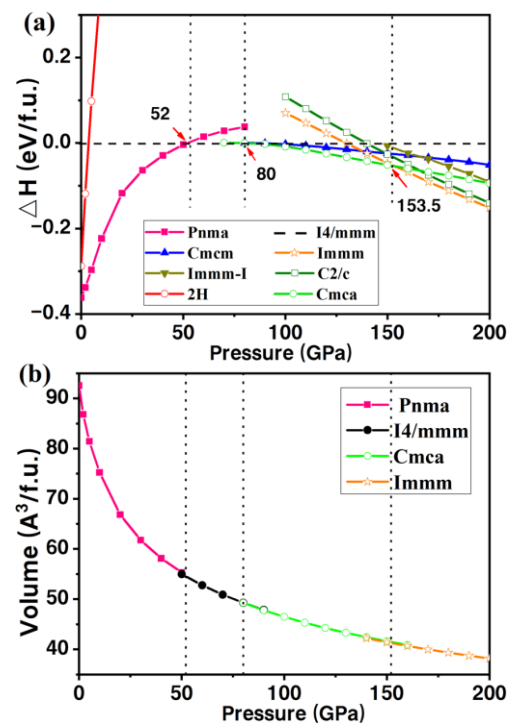 (a)
△H (eV/f.u.)
0.2
0.0
−0.2
−0.4
52
80
153.5
Pnma
I4/mmm
Cmcm
Immm
Immm-I
C2/c
2H
Cmca
0 50 100 150 200
Pressure (GPa)
(b)
Volume (A³/f.u.)
90
80
70
60
50
40
Pnma
I4/mmm
Cmca
Immm
0 50 100 150 200
Pressure (GPa)